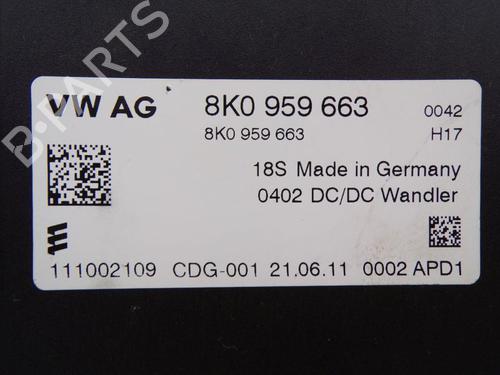 VW AG 8K0 959 663 0042
8K0 959 663 H17
18S Made in Germany
0402 DC/DC Wandler
111002109 CDG-001 21.06.11 0002 APD1
B-PARTS